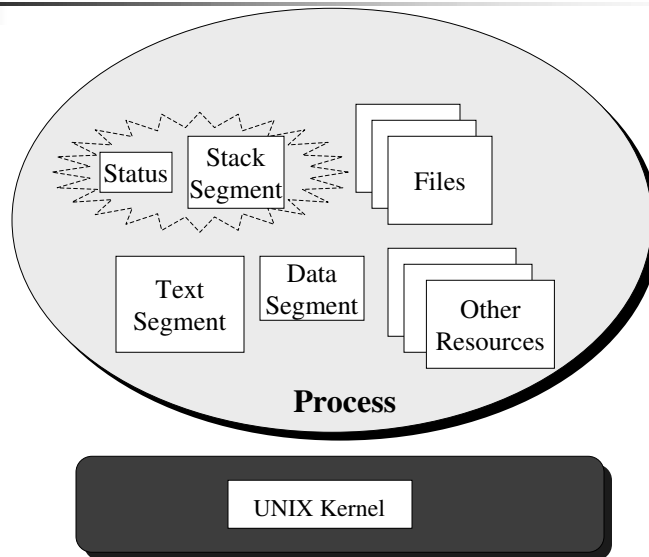 Status
Stack
Segment
Files
Text
Segment
Data
Segment
Other
Resources
Process
UNIX Kernel